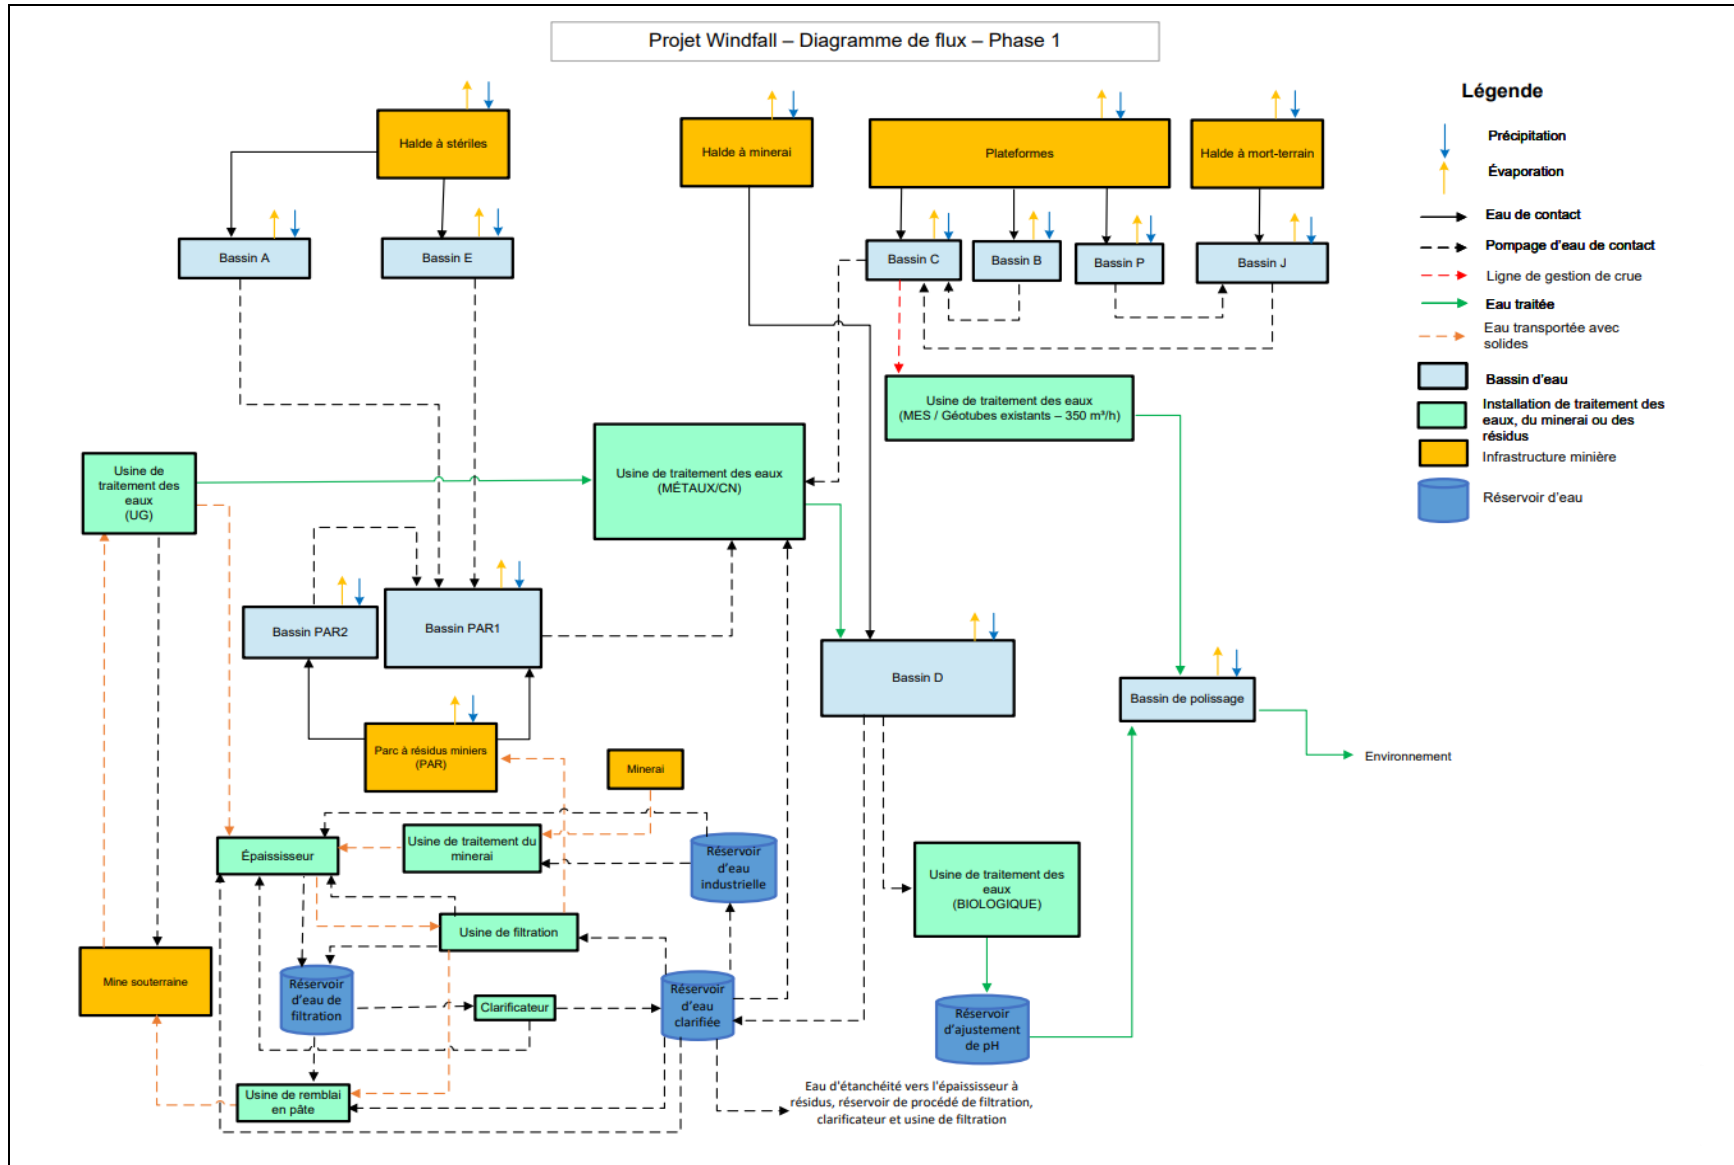 Projet Windfall – Diagramme de flux – Phase 1
Halde à stériles
Halde à minerai
Plateformes
Halde à mort-terrain
Bassin A
Bassin E
Bassin C
Bassin B
Bassin P
Bassin J
Légende
Précipitation
Évaporation
Eau de contact
Pompage d'eau de contact
Ligne de gestion de crue
Eau traitée
Eau transportée avec
solides
Bassin d'eau
Installation de traitement des
eaux, du minerai ou des
résidus
Infrastructure minière
Réservoir d'eau
Usine de traitement des eaux
(MES / Géotubes existants – 350 m³/h)
Usine de
traitement des
eaux
(UG)
Usine de traitement des eaux
(MÉTAUX/CN)
Bassin PAR2
Bassin PAR1
Bassin D
Bassin de polissage
Environnement
Parc à résidus miniers
(PAR)
Minerai
Épaississeur
Usine de traitement du
minerai
Réservoir
d'eau
industrielle
Usine de traitement des
eaux
(BIOLOGIQUE)
Usine de filtration
Mine souterraine
Réservoir
d'eau de
filtration
Clarificateur
Réservoir
d'eau
clarifiée
Réservoir
d'ajustement
de pH
Usine de remblai
en pâte
Eau d'étanchéité vers l'épaississeur à
résidus, réservoir de procédé de filtration,
clarificateur et usine de filtration